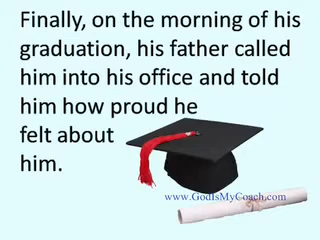 Finally, on the morning of his
graduation, his father called
him into his office and told
him how proud he
felt about
him.
www.GodIsMyCoach.com